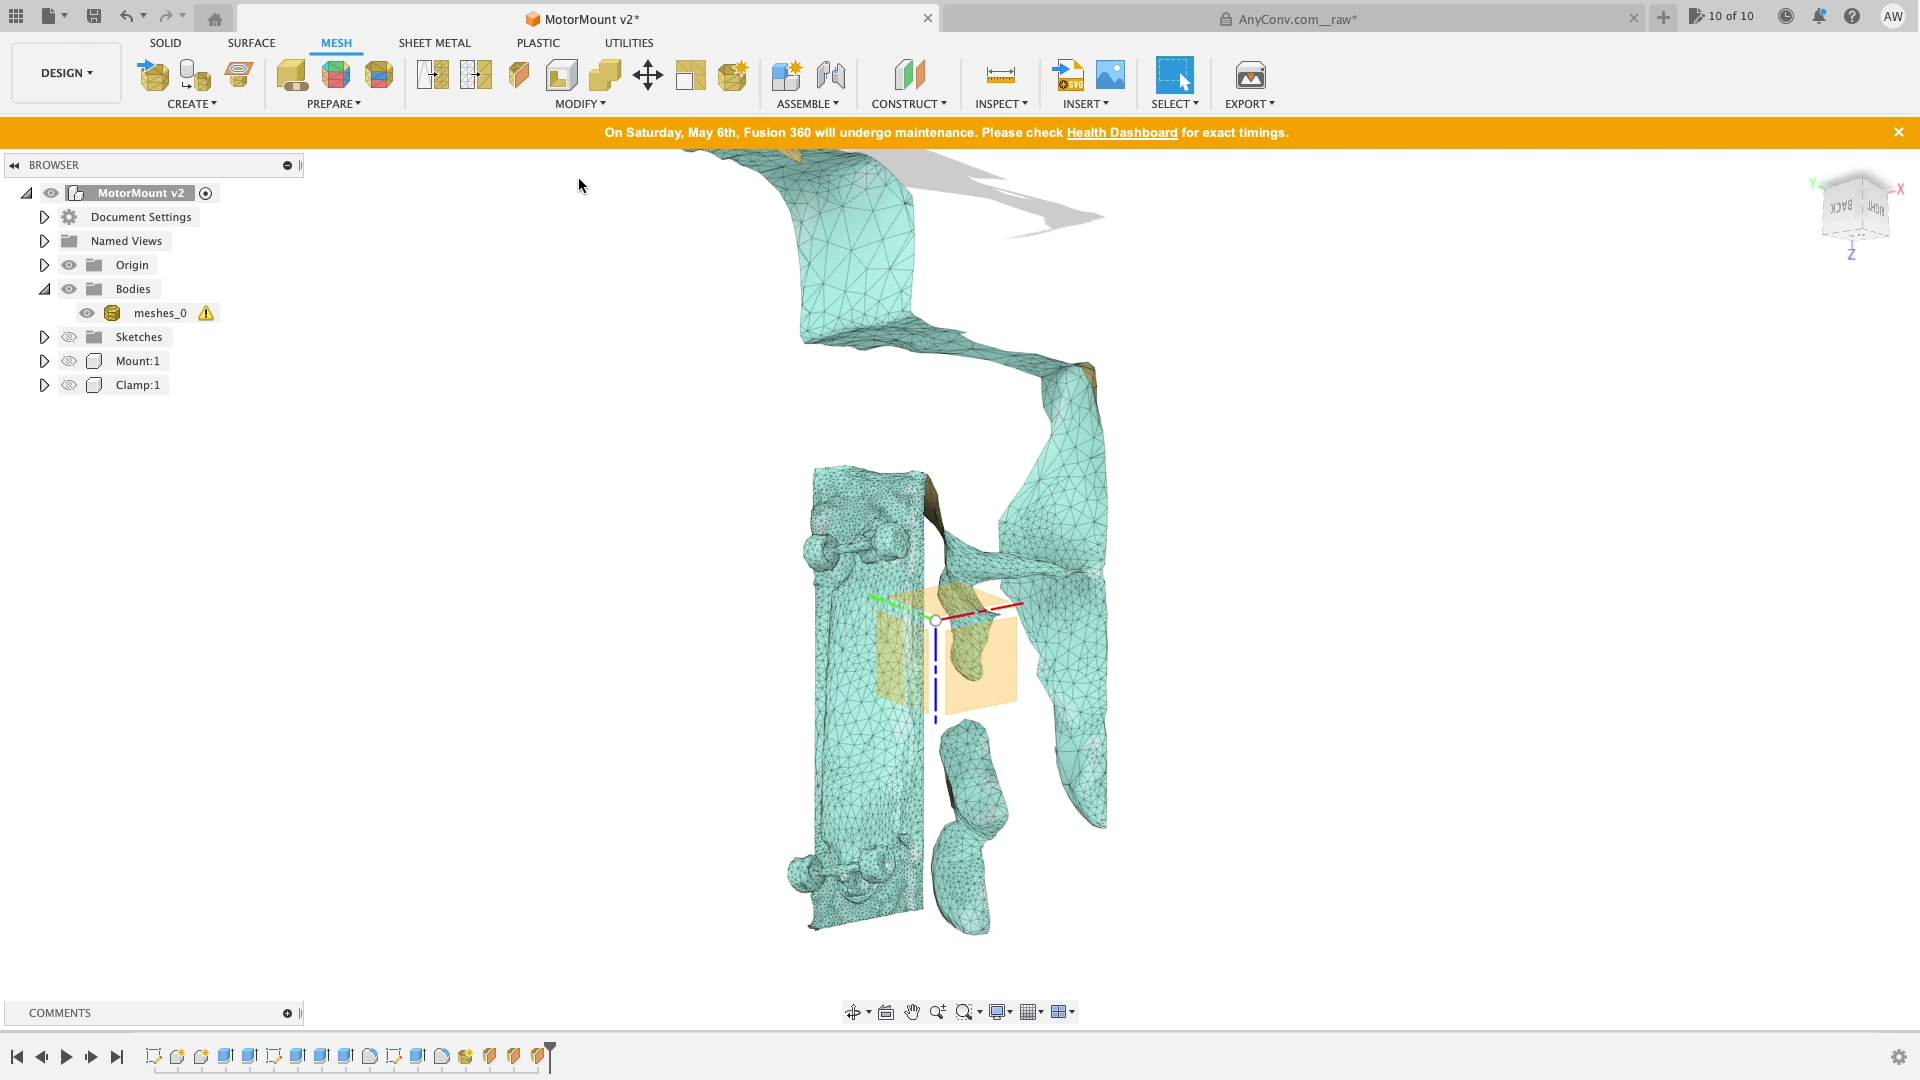 MotorMount v2*
AnyConv.com__raw*
10 of 10
AW
DESIGN
SOLID
SURFACE
MESH
SHEET METAL
PLASTIC
UTILITIES
CREATE
PREPARE
MODIFY
ASSEMBLE
CONSTRUCT
INSPECT
INSERT
SELECT
EXPORT
SVG
On Saturday, May 6th, Fusion 360 will undergo maintenance. Please check Health Dashboard for exact timings.
BROWSER
MotorMount v2
Document Settings
Named Views
Origin
Bodies
meshes_0
Sketches
Mount:1
Clamp:1
Y
X
BACK
RIGHT
Z
COMMENTS